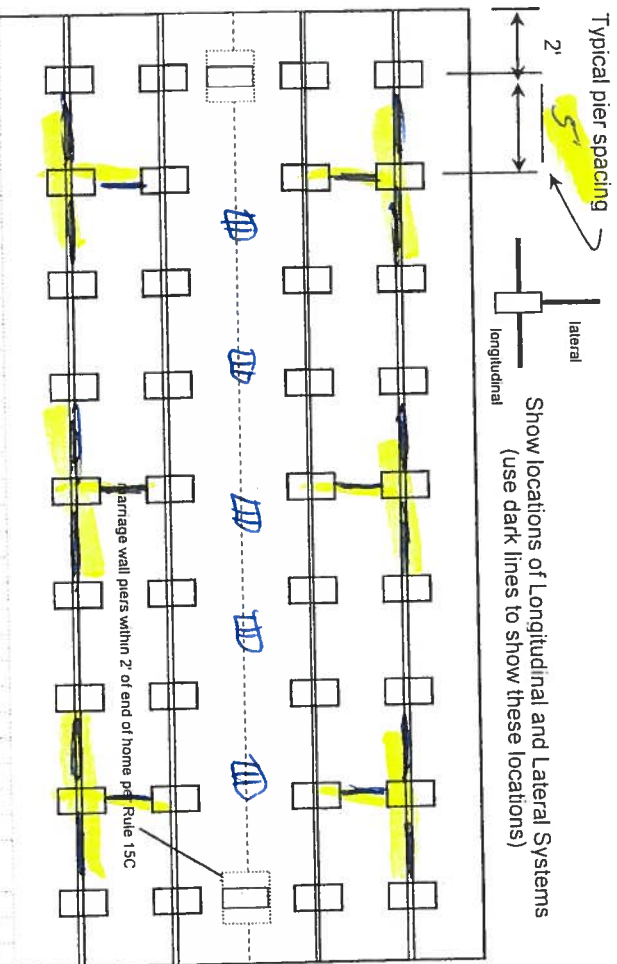 Typical pier spacing
2'
5'
lateral
longitudinal
Show locations of Longitudinal and Lateral Systems
(use dark lines to show these locations)
marriage wall piers within 2' of end of home per Rule 15C